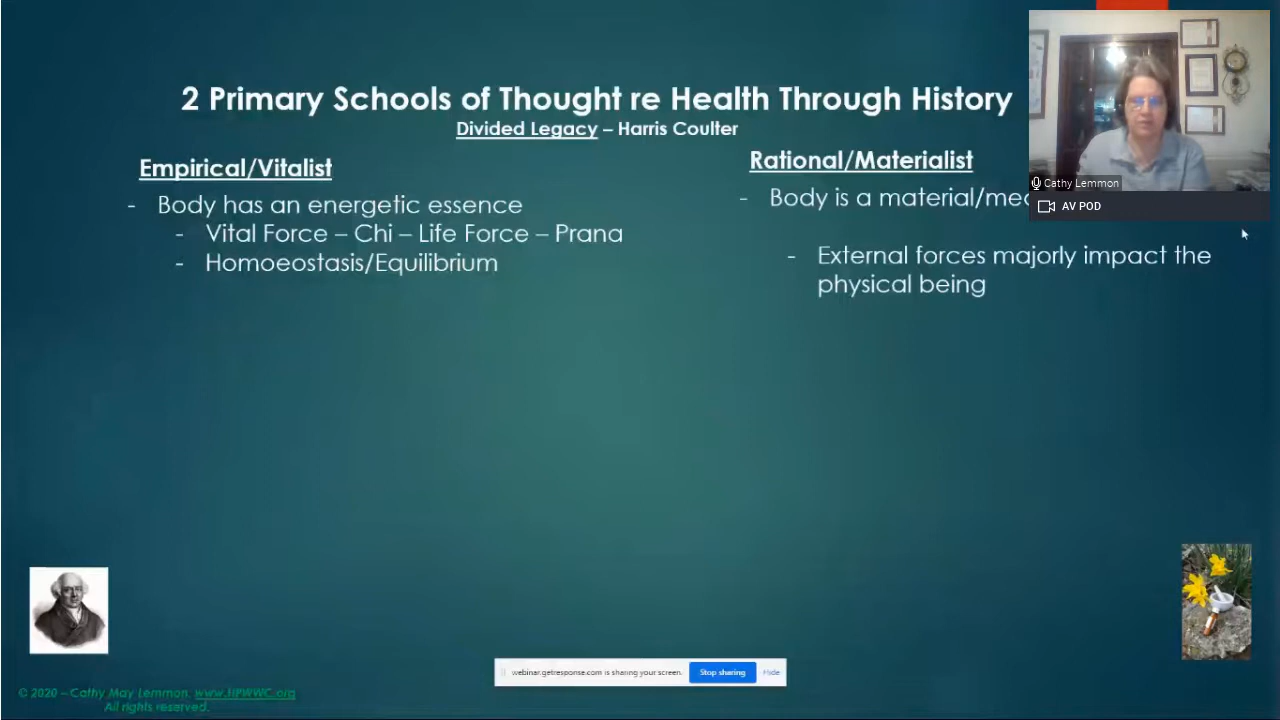 2 Primary Schools of Thought re Health Through History
Divided Legacy – Harris Coulter
Empirical/Vitalist
- Body has an energetic essence
- Vital Force – Chi – Life Force – Prana
- Homoeostasis/Equilibrium
Rational/Materialist
- Body is a material/
- External forces majorly impact the
physical being
Cathy Lemmon
AV POD
webinar.getresponse.com is sharing your screen.
Stop sharing
Hide
© 2020 – Cathy May Lemmon, www.
All rights reserved.